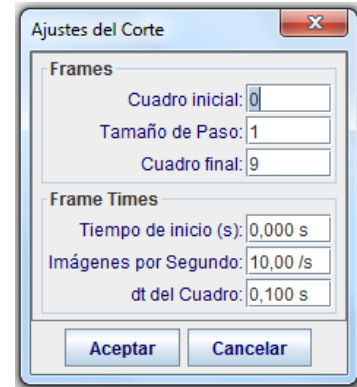 Ajustes del Corte
Frames
Cuadro inicial: 0
Tamaño de Paso: 1
Cuadro final: 9
Frame Times
Tiempo de inicio (s): 0,000 s
Imágenes por Segundo: 10,00 /s
dt del Cuadro: 0,100 s
Aceptar Cancelar